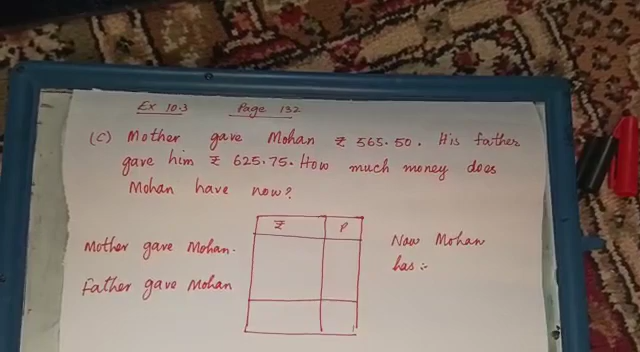 Ex 10.3 Page 132
(C) Mother gave Mohan ₹ 565.50. His father
gave him ₹ 625.75. How much money does
Mohan have now?
₹ P
Mother gave Mohan.
Father gave Mohan
Now Mohan
has :-